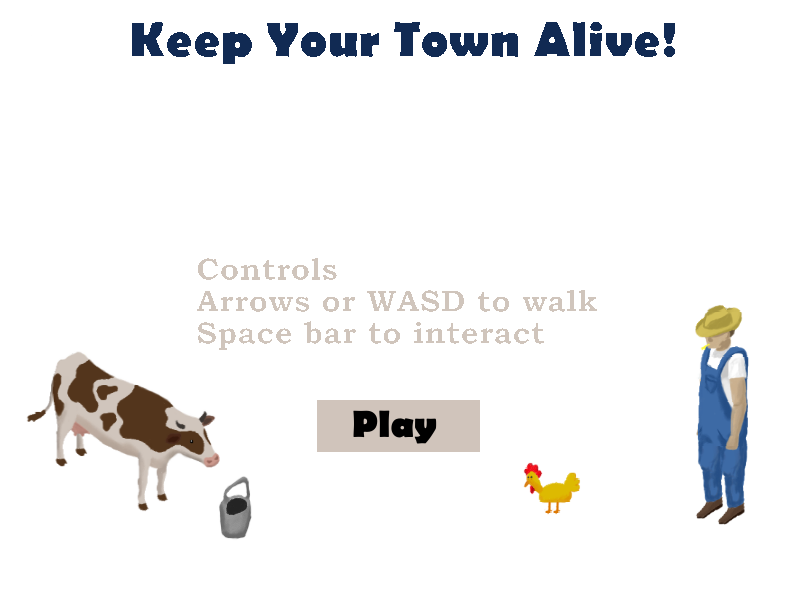 Keep Your Town Alive!
Controls
Arrows or WASD to walk
Space bar to interact
Play